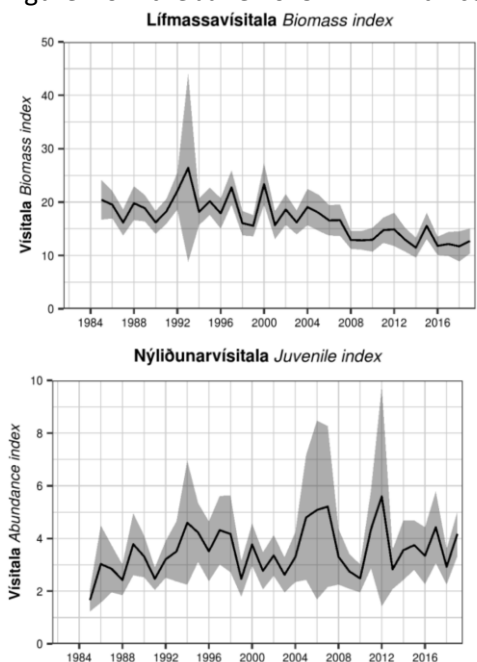 Lífmassavísitala Biomass index
50
40
30
20
10
0
Vísitala Biomass index
1984 1988 1992 1996 2000 2004 2008 2012 2016
Nýliðunarvísitala Juvenile index
10
8
6
4
2
0
Vísitala Abundance index
1984 1988 1992 1996 2000 2004 2008 2012 2016